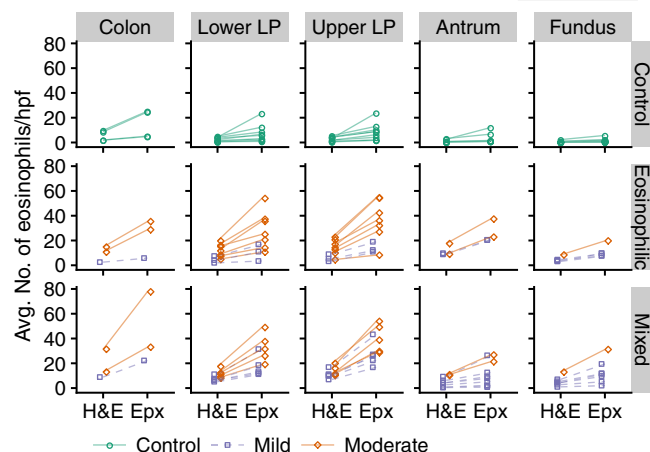 Colon Lower LP Upper LP Antrum Fundus
Avg. No. of eosinophils/hpf
80
60
40
20
0
Control
80
60
40
20
0
Eosinophilic
80
60
40
20
0
Mixed
H&E Epx H&E Epx H&E Epx H&E Epx H&E Epx
Control Mild Moderate